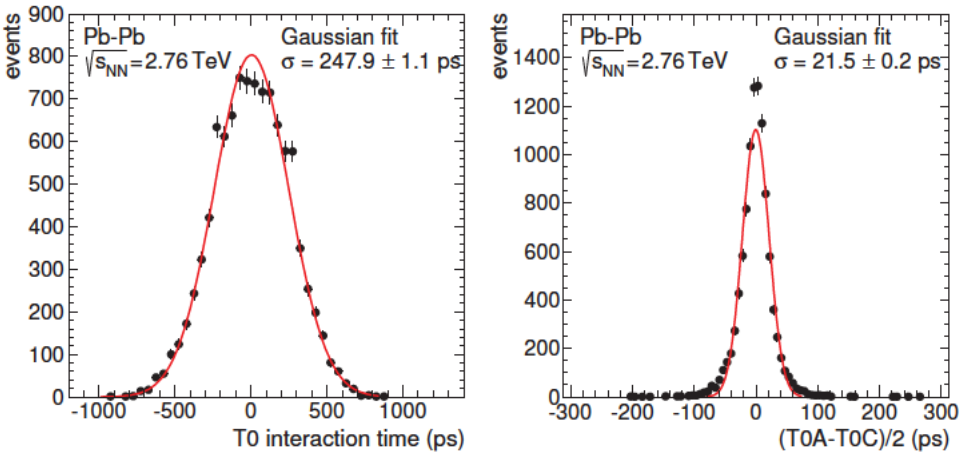 events
900
800
700
600
500
400
300
200
100
0
Pb-Pb
√sNN=2.76 TeV
Gaussian fit
σ = 247.9 ± 1.1 ps
-1000 -500 0 500 1000
T0 interaction time (ps)
events
1400
1200
1000
800
600
400
200
0
Pb-Pb
√sNN=2.76 TeV
Gaussian fit
σ = 21.5 ± 0.2 ps
-300 -200 -100 0 100 200 300
(T0A-T0C)/2 (ps)